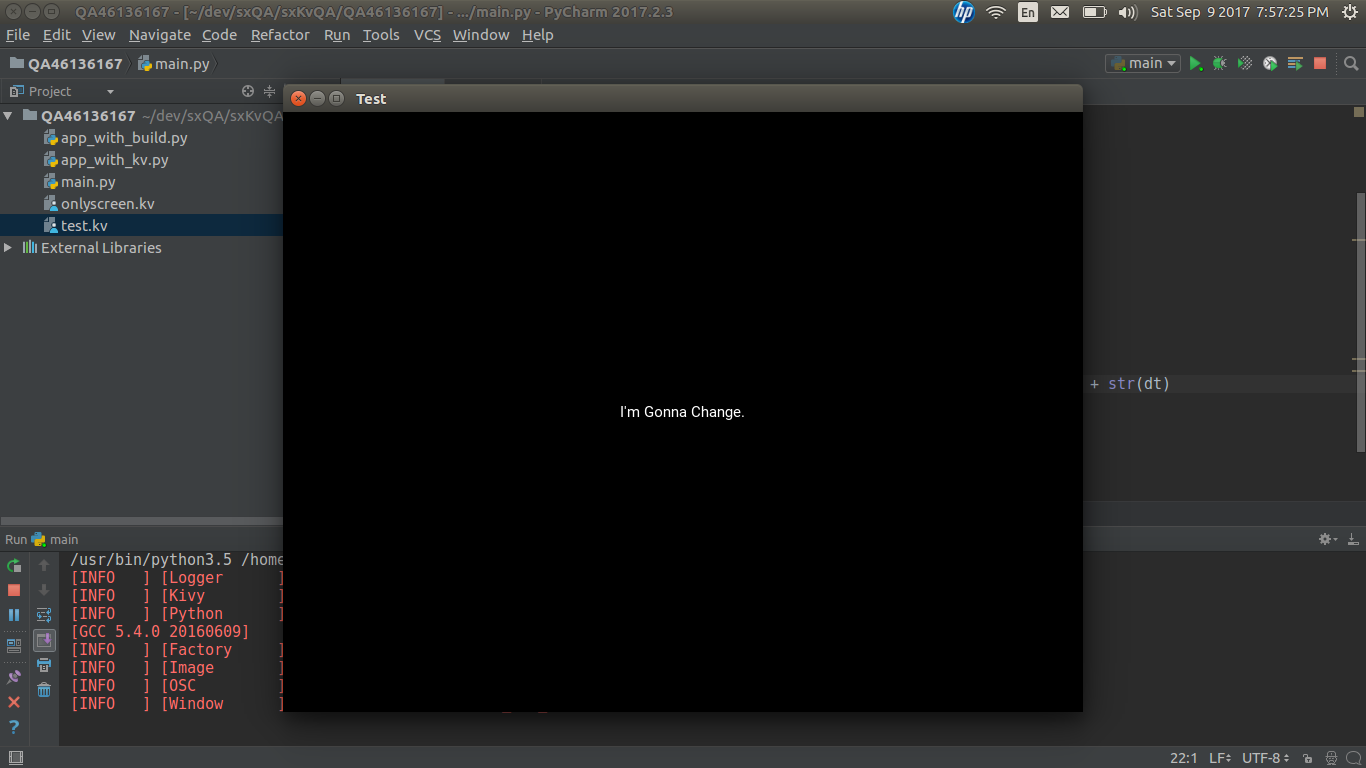 QA46136167 - [~/dev/sxQA/sxKvQA/QA46136167] - .../main.py - PyCharm 2017.2.3
hp
En
Sat Sep 9 2017 7:57:25 PM
File Edit View Navigate Code Refactor Run Tools VCS Window Help
QA46136167 main.py
main
Project
Test
QA46136167 ~/dev/sxQA/sxKvQA
app_with_build.py
app_with_kv.py
main.py
onlyscreen.kv
test.kv
External Libraries
+ str(dt)
I'm Gonna Change.
Run main
/usr/bin/python3.5 /home
[INFO ] [Logger ]
[INFO ] [Kivy ]
[INFO ] [Python ]
[GCC 5.4.0 20160609]
[INFO ] [Factory ]
[INFO ] [Image ]
[INFO ] [OSC ]
[INFO ] [Window ]
22:1 LF UTF-8